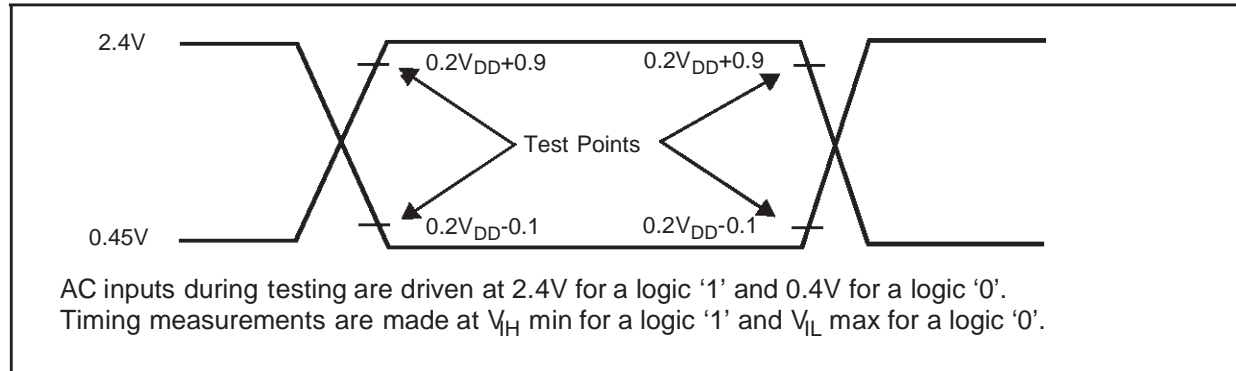 2.4V
0.2VDD+0.9 0.2VDD+0.9
Test Points
0.2VDD-0.1 0.2VDD-0.1
0.45V
AC inputs during testing are driven at 2.4V for a logic ‘1’ and 0.4V for a logic ‘0’.
Timing measurements are made at VIH min for a logic ‘1’ and VIL max for a logic ‘0’.